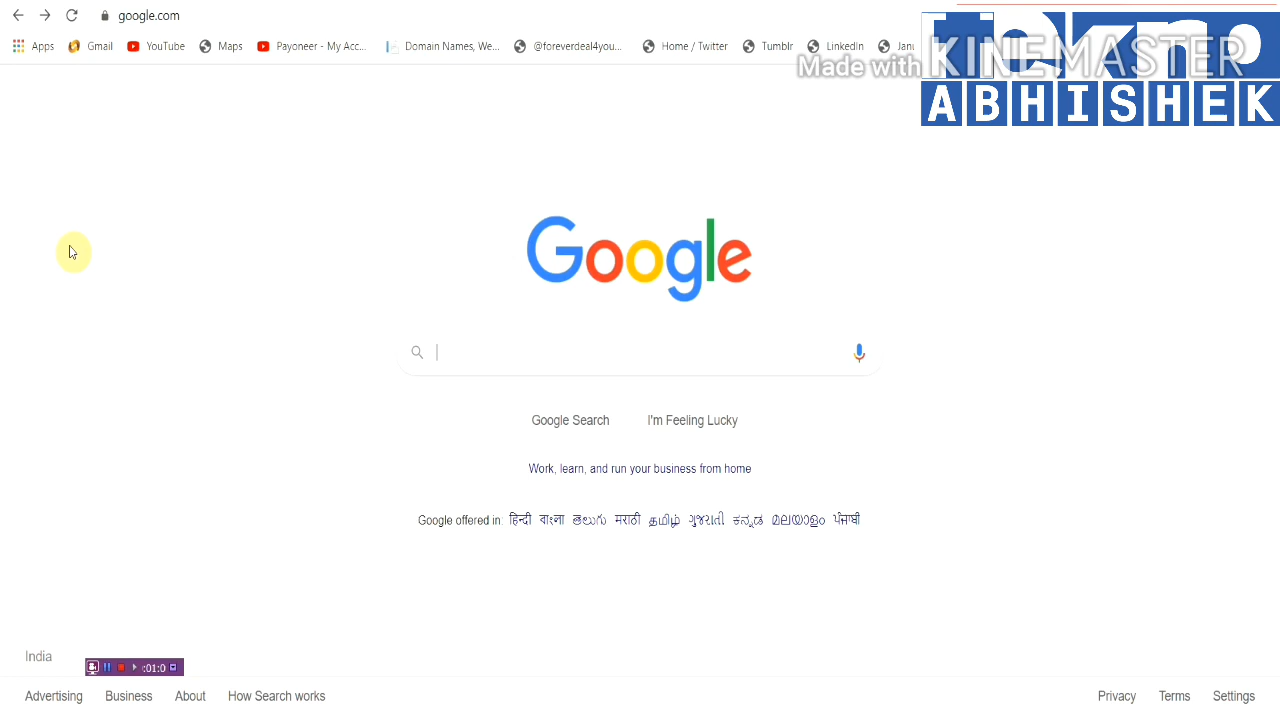 google.com
Apps Gmail YouTube Maps Payoneer - My Acc... Domain Names, We... @foreverdeal4you... Home / Twitter Tumblr LinkedIn
Made with KINEMASTER
ABHISHEK
Google
Google Search I'm Feeling Lucky
Work, learn, and run your business from home
Google offered in: हिन्दी বাংলা తెలుగు मराठी தமிழ் ગુજરાતી ಕನ್ನಡ മലയാളം ਪੰਜਾਬੀ
India
:01:0
Advertising Business About How Search works Privacy Terms Settings